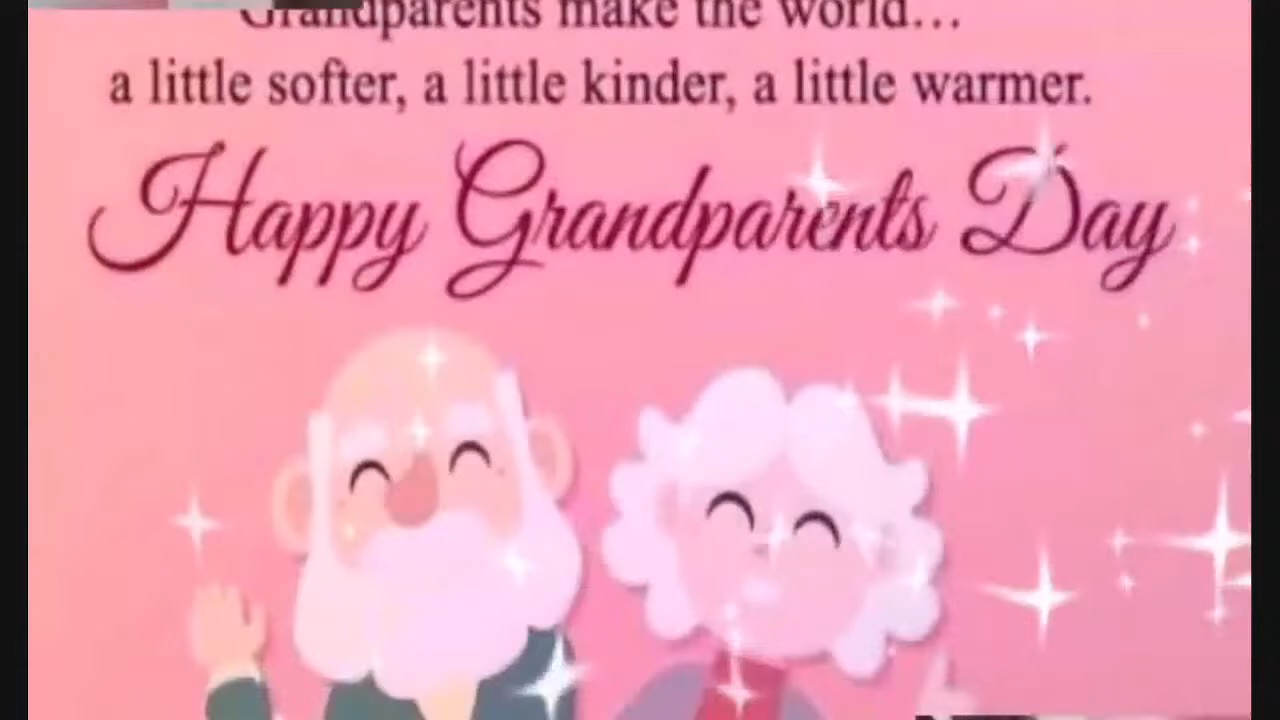 Grandparents make the world...
a little softer, a little kinder, a little warmer.
Happy Grandparents Day